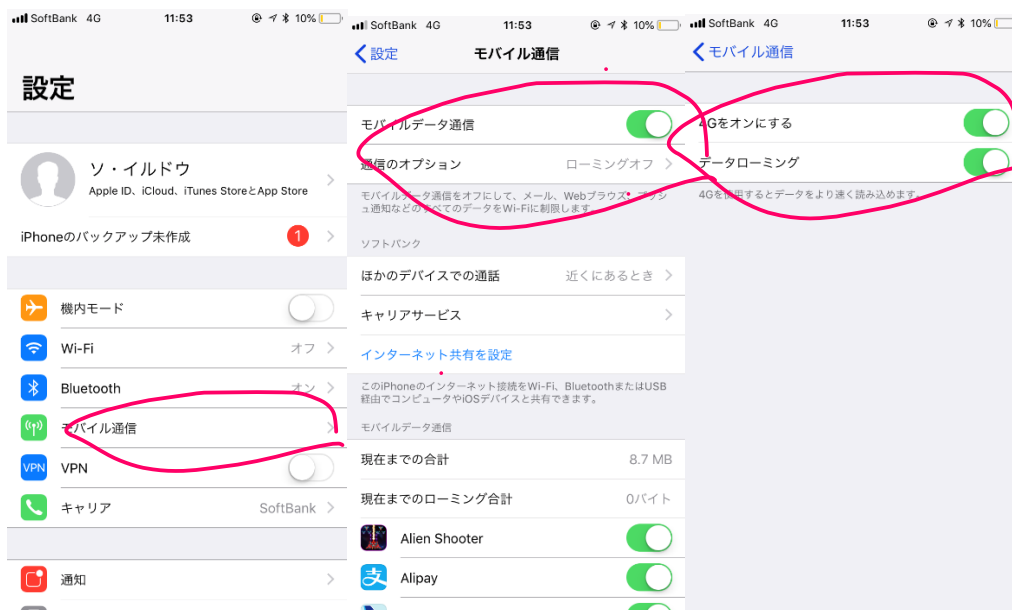 SoftBank 4G 11:53 10%
設定
ソ・イルドウ
Apple ID、iCloud、iTunes StoreとApp Store
iPhoneのバックアップ未作成 1
機内モード
Wi-Fi オフ
Bluetooth オン
モバイル通信
VPN VPN
キャリア SoftBank
通知
SoftBank 4G 11:53 10%
設定 モバイル通信
モバイルデータ通信
通信のオプション ローミングオフ
モバイルデータ通信をオフにして、メール、Webブラウズ、プッシ
ュ通知などのすべてのデータをWi-Fiに制限します。
ソフトバンク
ほかのデバイスでの通話 近くにあるとき
キャリアサービス
インターネット共有を設定
このiPhoneのインターネット接続をWi-Fi、BluetoothまたはUSB
経由でコンピュータやiOSデバイスと共有できます。
モバイルデータ通信
現在までの合計 8.7 MB
現在までのローミング合計 0バイト
Alien Shooter
支 Alipay
SoftBank 4G 11:53 10%
モバイル通信
4Gをオンにする
データローミング
4Gを使用するとデータをより速く読み込めます。